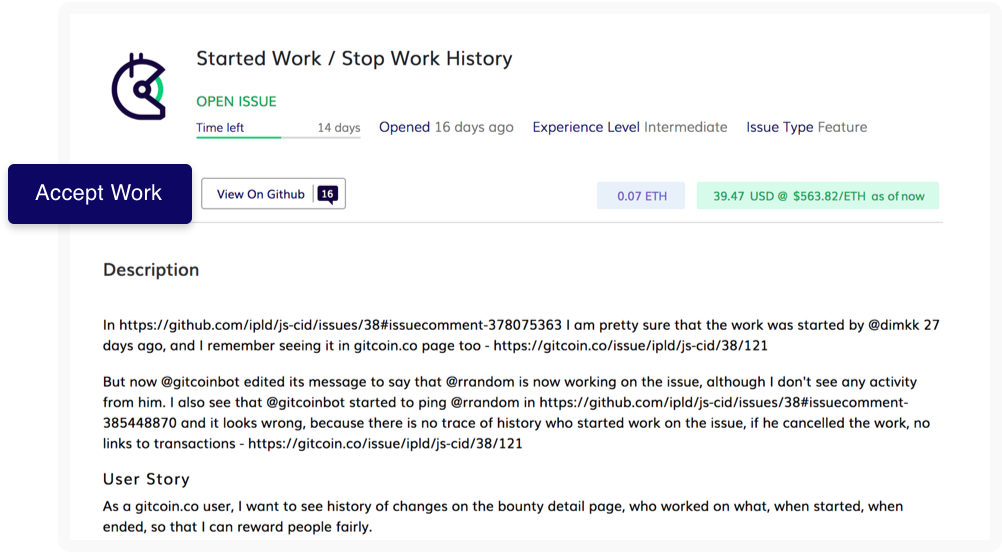 Started Work / Stop Work History
OPEN ISSUE
Time left 14 days Opened 16 days ago Experience Level Intermediate Issue Type Feature
Accept Work View On Github 16 0.07 ETH 39.47 USD @ $563.82/ETH as of now
Description
In https://github.com/ipld/js-cid/issues/38#issuecomment-378075363 I am pretty sure that the work was started by @dimkk 27
days ago, and I remember seeing it in gitcoin.co page too - https://gitcoin.co/issue/ipld/js-cid/38/121
But now @gitcoinbot edited its message to say that @rrandom is now working on the issue, although I don't see any activity
from him. I also see that @gitcoinbot started to ping @rrandom in https://github.com/ipld/js-cid/issues/38#issuecomment-
385448870 and it looks wrong, because there is no trace of history who started work on the issue, if he cancelled the work, no
links to transactions - https://gitcoin.co/issue/ipld/js-cid/38/121
User Story
As a gitcoin.co user, I want to see history of changes on the bounty detail page, who worked on what, when started, when
ended, so that I can reward people fairly.